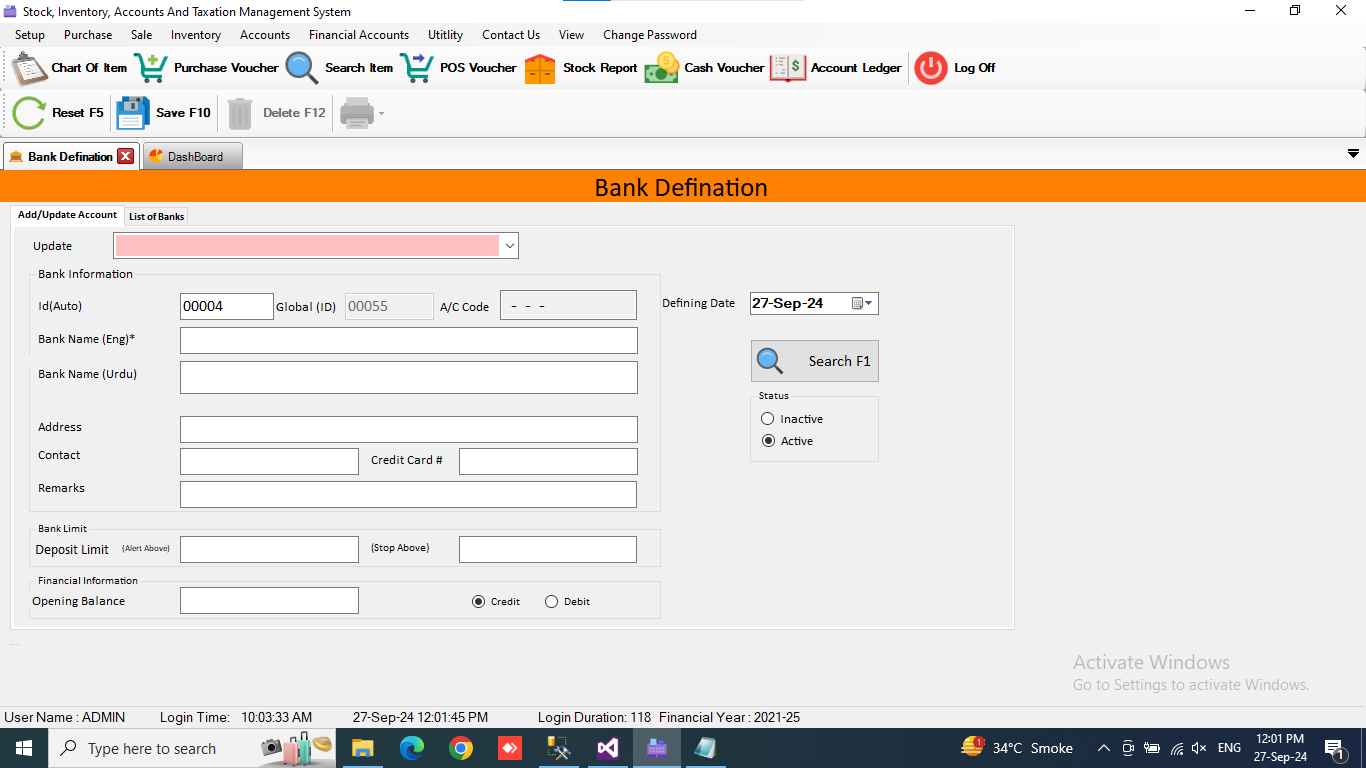 Stock, Inventory, Accounts And Taxation Management System
Setup Purchase Sale Inventory Accounts Financial Accounts Utitlity Contact Us View Change Password
Chart Of Item Purchase Voucher Search Item POS Voucher Stock Report Cash Voucher Account Ledger Log Off
Reset F5 Save F10 Delete F12
Bank Defination DashBoard
Bank Defination
Add/Update Account List of Banks
Update
Bank Information
Id(Auto) 00004 Global (ID) 00055 A/C Code - - - Defining Date 27-Sep-24
Bank Name (Eng)*
Search F1
Bank Name (Urdu)
Status
Inactive
Address
Active
Contact Credit Card #
Remarks
Bank Limit
Deposit Limit (Alert Above) (Stop Above)
Financial Information
Opening Balance Credit Debit
Activate Windows
Go to Settings to activate Windows.
User Name : ADMIN Login Time: 10:03:33 AM 27-Sep-24 12:01:45 PM Login Duration: 118 Financial Year : 2021-25
Type here to search 1 34°C Smoke ENG 12:01 PM
27-Sep-24 1